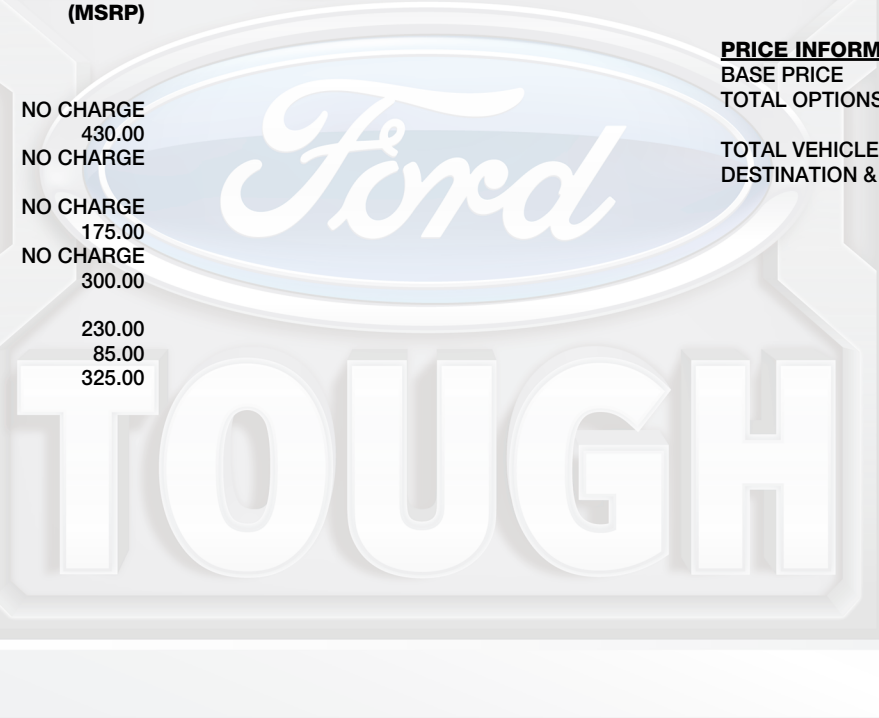 (MSRP)
NO CHARGE
430.00
NO CHARGE
NO CHARGE
175.00
NO CHARGE
300.00
230.00
85.00
325.00
PRICE INFORM
BASE PRICE
TOTAL OPTIONS
TOTAL VEHICLE
DESTINATION &
Ford
TOUGH